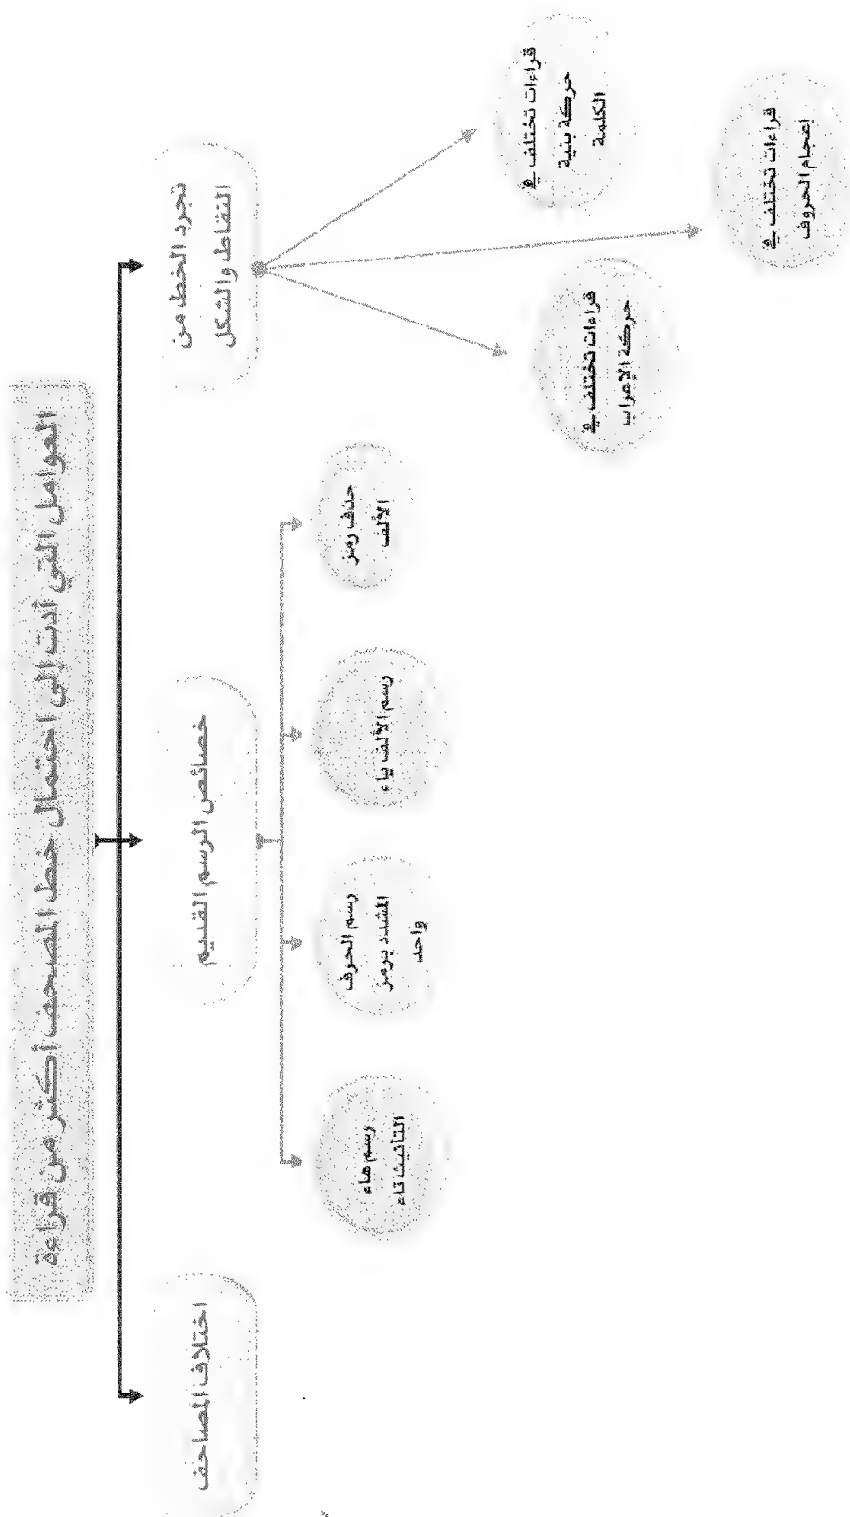 العوامل التي أدت إلى احتمال خط المصحف أكثر من قراءة
تجرد الخط من
النقاط والشكل
قراءات تختلف في
حركة بنية
الكلمة
قراءات تختلف في
إعجام الحروف
قراءات تختلف في
حركة الإعراب
خصائص الرسم القديم
حذف رمز
الألف
رسم الألف ياء
رسم الحرف
المشدد برمز
واحد
رسم هاء
التأنيث تاء
اختلاف المصاحف